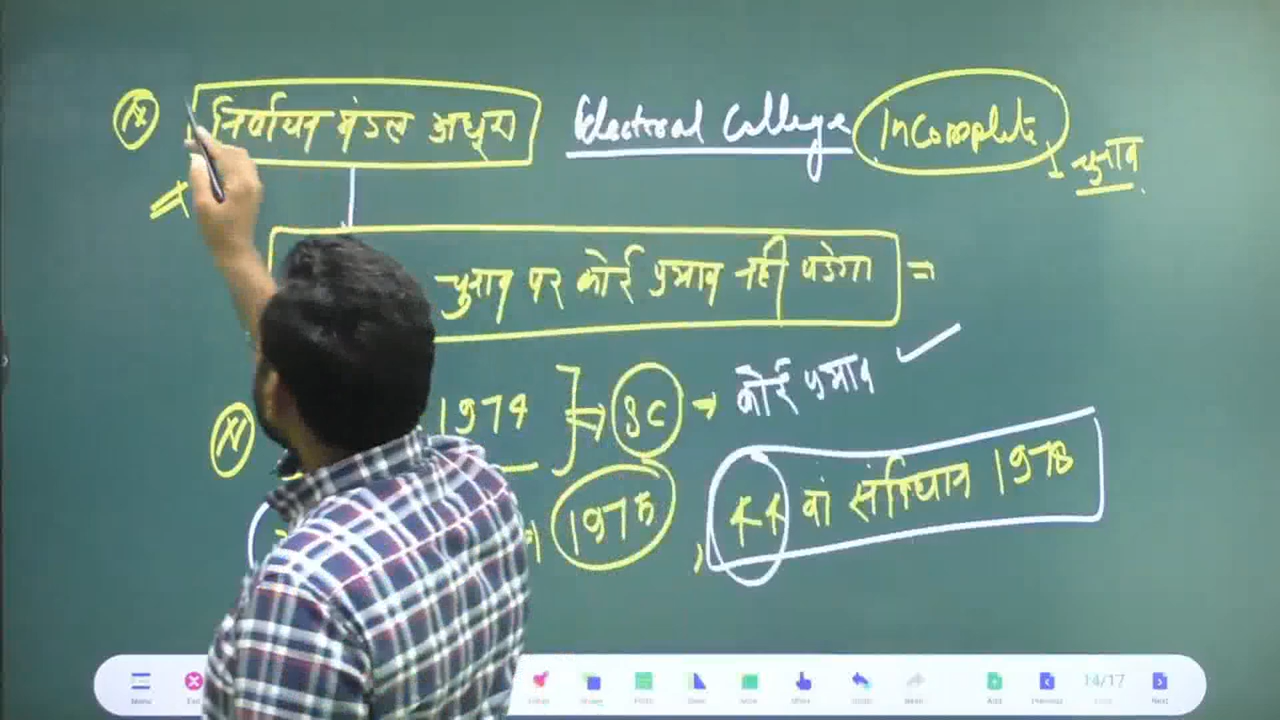 निर्वाचन मंडल अधूरा Electoral College Incomplete चुनाव
चुनाव पर कोई प्रभाव नही पडेगा =
1974 SC → कोई प्रभाव ✓
1975, 44 वां संविधान 1978
14/17